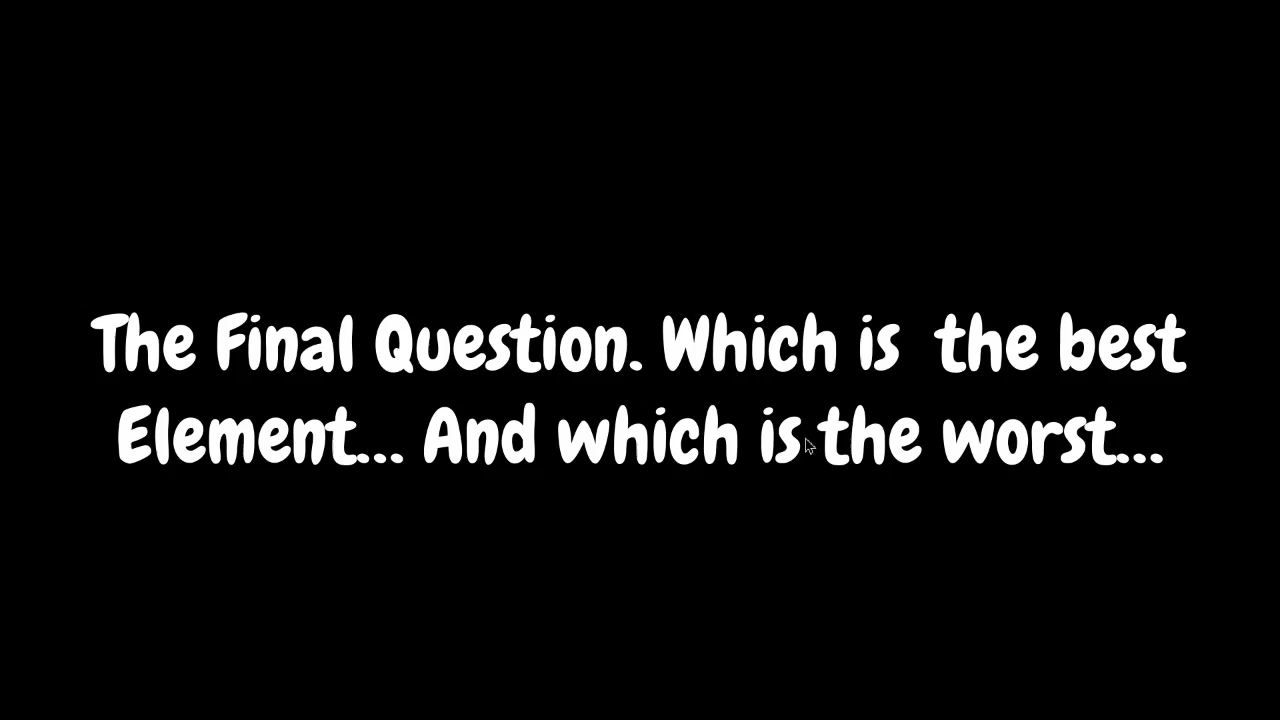 The Final Question. Which is the best
Element... And which is the worst...